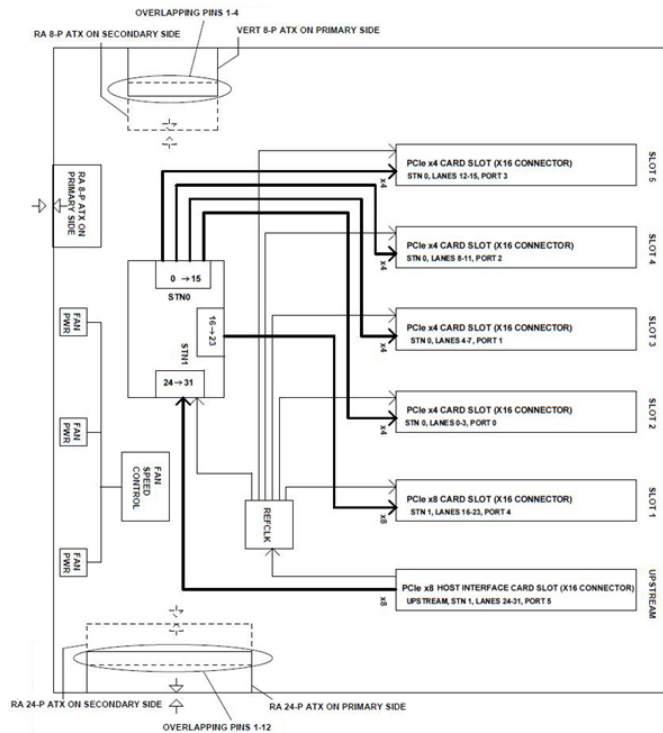 OVERLAPPING PINS 1-4
RA 8-P ATX ON SECONDARY SIDE
VERT 8-P ATX ON PRIMARY SIDE
RA 8-P ATX ON
PRIMARY SIDE
PCIe x4 CARD SLOT (X16 CONNECTOR)
STN 0, LANES 12-15, PORT 3
x4
SLOT 5
PCIe x4 CARD SLOT (X16 CONNECTOR)
STN 0, LANES 8-11, PORT 2
x4
SLOT 4
0 →15
STN0
16→23
STN1
24→31
PCIe x4 CARD SLOT (X16 CONNECTOR)
STN 0, LANES 4-7, PORT 1
x4
SLOT 3
FAN
PWR
PCIe x4 CARD SLOT (X16 CONNECTOR)
STN 0, LANES 0-3, PORT 0
x4
SLOT 2
FAN
PWR
FAN
SPEED
CONTROL
PCIe x8 CARD SLOT (X16 CONNECTOR)
STN 1, LANES 16-23, PORT 4
x8
SLOT 1
REFCLK
FAN
PWR
PCIe x8 HOST INTERFACE CARD SLOT (X16 CONNECTOR)
UPSTREAM, STN 1, LANES 24-31, PORT 5
x8
UPSTREAM
RA 24-P ATX ON SECONDARY SIDE
RA 24-P ATX ON PRIMARY SIDE
OVERLAPPING PINS 1-12